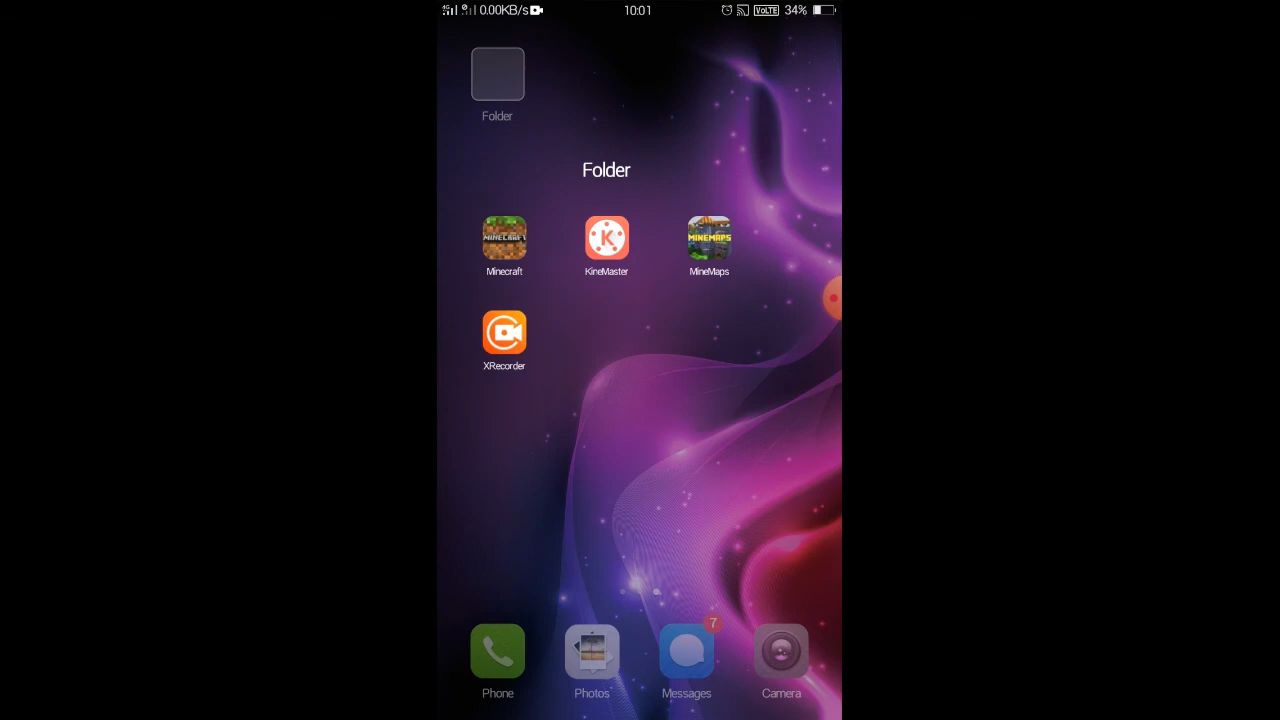 4G 0.00KB/s 10:01 VoLTE 34%
Folder
Folder
MINECRAFT K MINEMAPS
Minecraft KineMaster MineMaps
XRecorder
7
Phone Photos Messages Camera